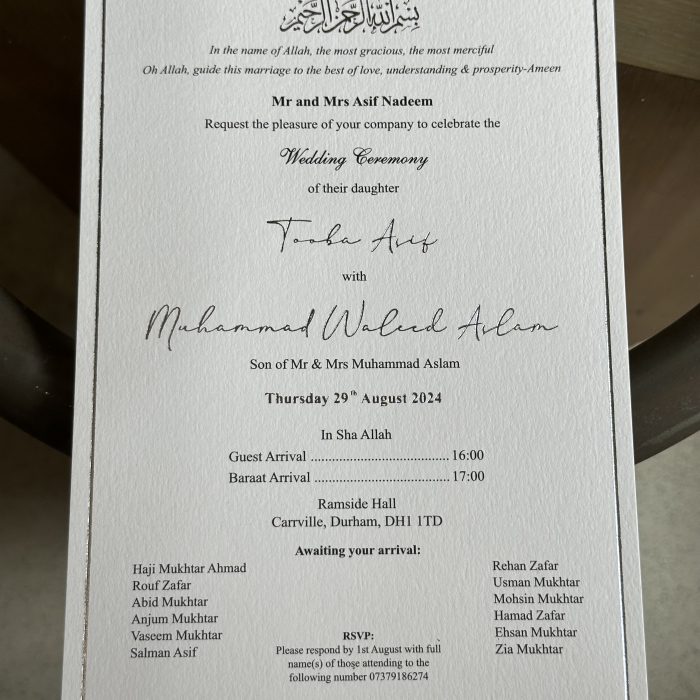 بِسْمِ اللَّهِ الرَّحْمَنِ الرَّحِيمِ
In the name of Allah, the most gracious, the most merciful
Oh Allah, guide this marriage to the best of love, understanding & prosperity-Ameen
Mr and Mrs Asif Nadeem
Request the pleasure of your company to celebrate the
Wedding Ceremony
of their daughter
Tooba Asif
with
Muhammad Waleed Aslam
Son of Mr & Mrs Muhammad Aslam
Thursday 29th August 2024
In Sha Allah
Guest Arrival ........................................ 16:00
Baraat Arrival ....................................... 17:00
Ramside Hall
Carrville, Durham, DH1 1TD
Awaiting your arrival:
Haji Mukhtar Ahmad
Rouf Zafar
Abid Mukhtar
Anjum Mukhtar
Vaseem Mukhtar
Salman Asif
RSVP:
Please respond by 1st August with full
name(s) of those attending to the
following number 07379186274
Rehan Zafar
Usman Mukhtar
Mohsin Mukhtar
Hamad Zafar
Ehsan Mukhtar
Zia Mukhtar